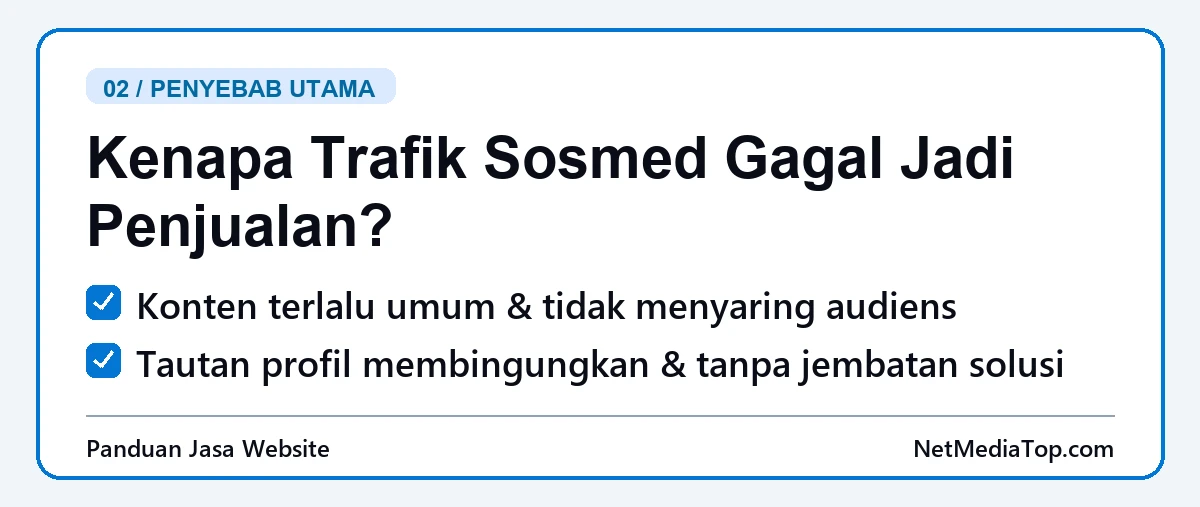 02 / PENYEBAB UTAMA
Kenapa Trafik Sosmed Gagal Jadi
Penjualan?
Konten terlalu umum & tidak menyaring audiens
Tautan profil membingungkan & tanpa jembatan solusi
Panduan Jasa Website
NetMediaTop.com